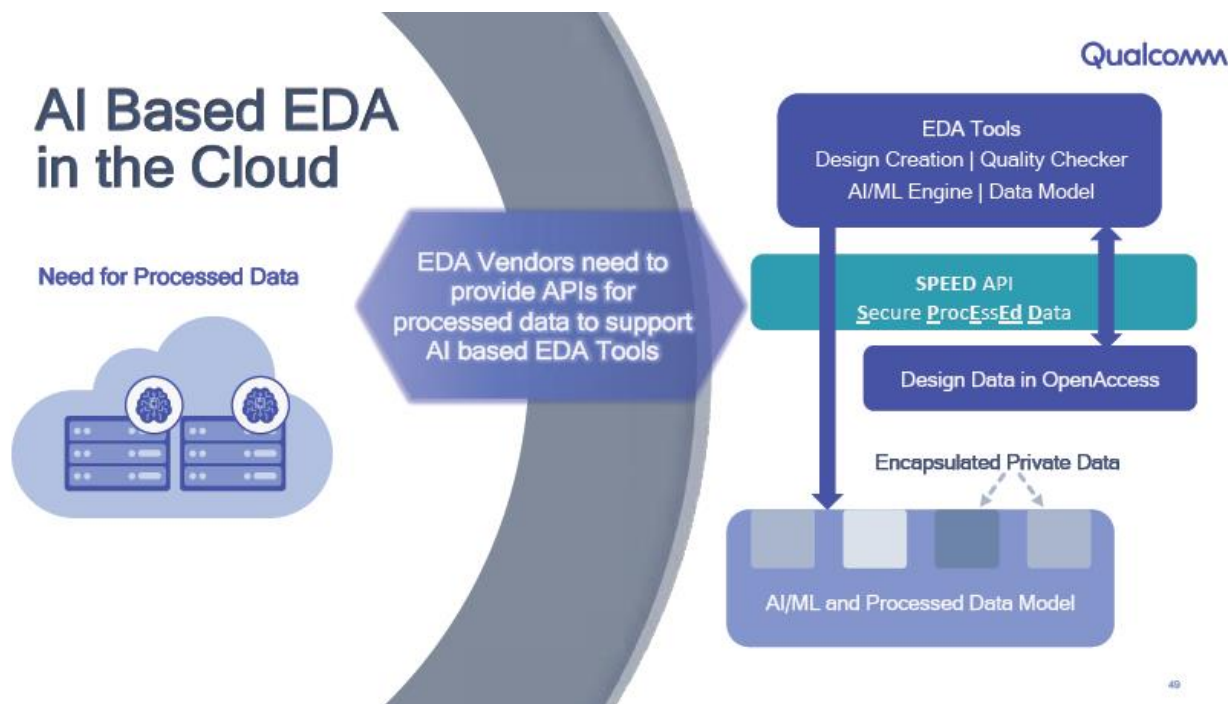 Qualcomm
AI Based EDA
in the Cloud
Need for Processed Data
EDA Vendors need to
provide APIs for
processed data to support
AI based EDA Tools
EDA Tools
Design Creation | Quality Checker
AI/ML Engine | Data Model
SPEED API
Secure ProcEssEd Data
Design Data in OpenAccess
Encapsulated Private Data
AI/ML and Processed Data Model
49